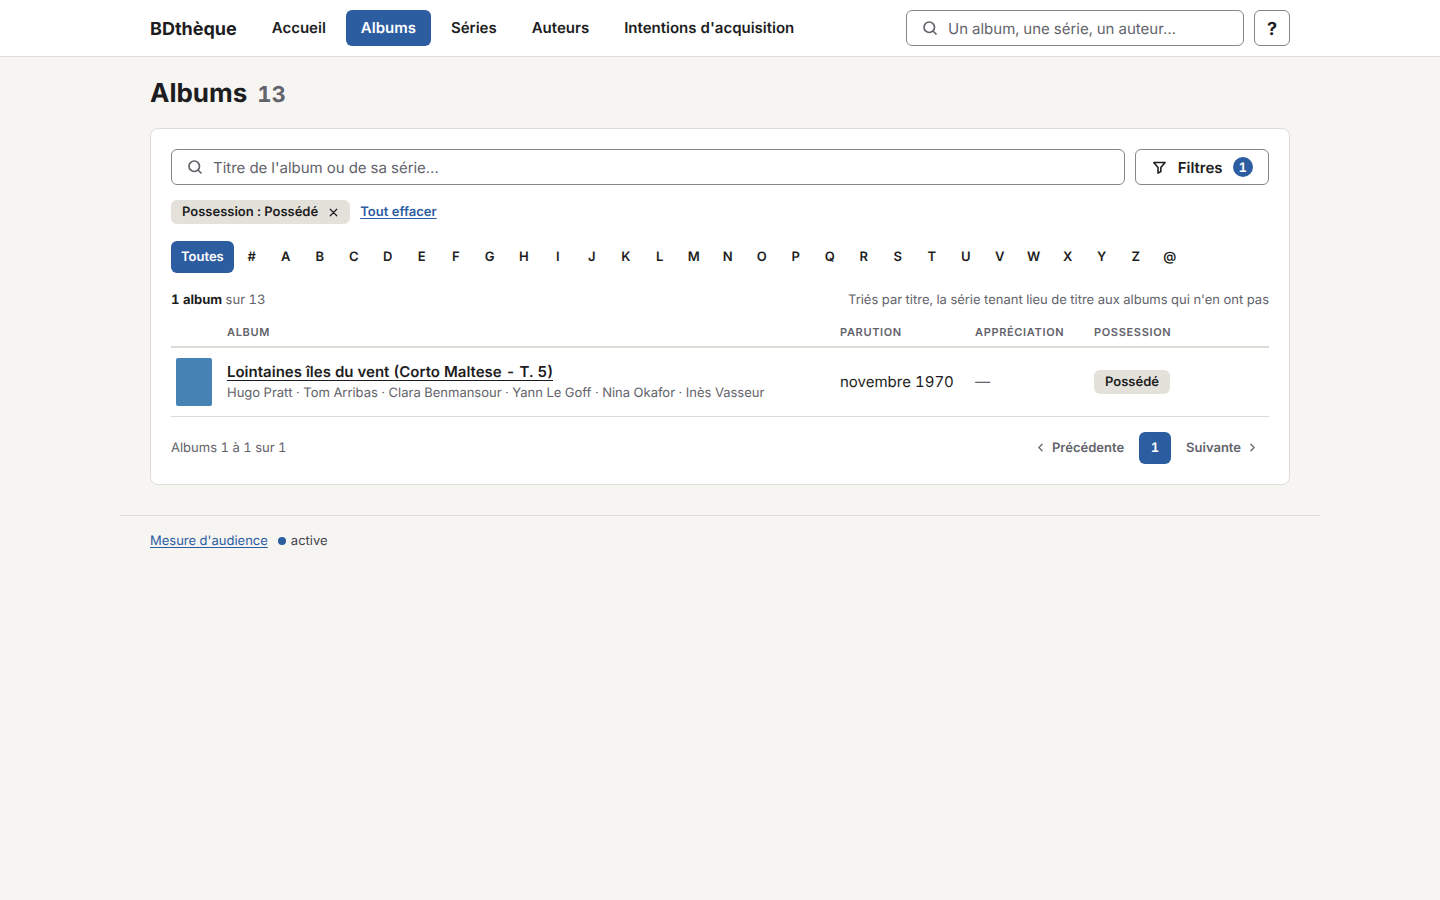 BDthèque Accueil Albums Séries Auteurs Intentions d'acquisition Un album, une série, un auteur... ?
Albums 13
Titre de l'album ou de sa série... Filtres 1
Possession : Possédé × Tout effacer
Toutes # A B C D E F G H I J K L M N O P Q R S T U V W X Y Z @
1 album sur 13 Triés par titre, la série tenant lieu de titre aux albums qui n'en ont pas
ALBUM PARUTION APPRÉCIATION POSSESSION
Lointaines îles du vent (Corto Maltese - T. 5)
Hugo Pratt · Tom Arribas · Clara Benmansour · Yann Le Goff · Nina Okafor · Inès Vasseur
novembre 1970 — Possédé
Albums 1 à 1 sur 1 Précédente 1 Suivante
Mesure d'audience active